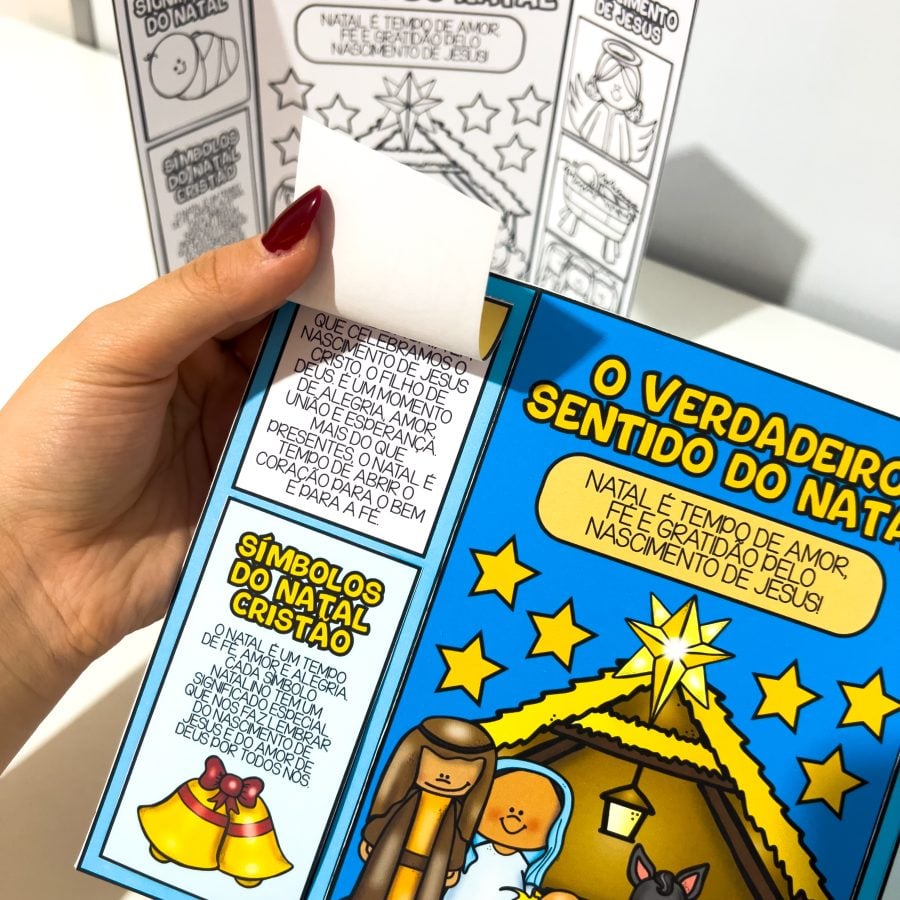 SIGNIFICADO
DO NATAL
SÍMBOLOS
DO NATAL
CRISTÃO
DO NATAL
NATAL É TEMPO DE AMOR,
FÉ E GRATIDÃO PELO
NASCIMENTO DE JESUS!
NASCIMENTO
DE JESUS
QUE CELEBRAMOS O
NASCIMENTO DE JESUS
CRISTO, O FILHO DE
DEUS. É UM MOMENTO
DE ALEGRIA, AMOR,
UNIÃO E ESPERANÇA.
MAIS DO QUE
PRESENTES, O NATAL É
TEMPO DE ABRIR O
CORAÇÃO PARA O BEM
E PARA A FÉ.
SÍMBOLOS
DO NATAL
CRISTÃO
O NATAL É UM TEMPO
DE FÉ, AMOR E ALEGRIA.
CADA SÍMBOLO
NATALINO TEM UM
SIGNIFICADO ESPECIAL
QUE NOS FAZ LEMBRAR
DO NASCIMENTO DE
JESUS E DO AMOR DE
DEUS POR TODOS NÓS.
O VERDADEIRO
SENTIDO DO NATA
NATAL É TEMPO DE AMOR,
FÉ E GRATIDÃO PELO
NASCIMENTO DE JESUS!